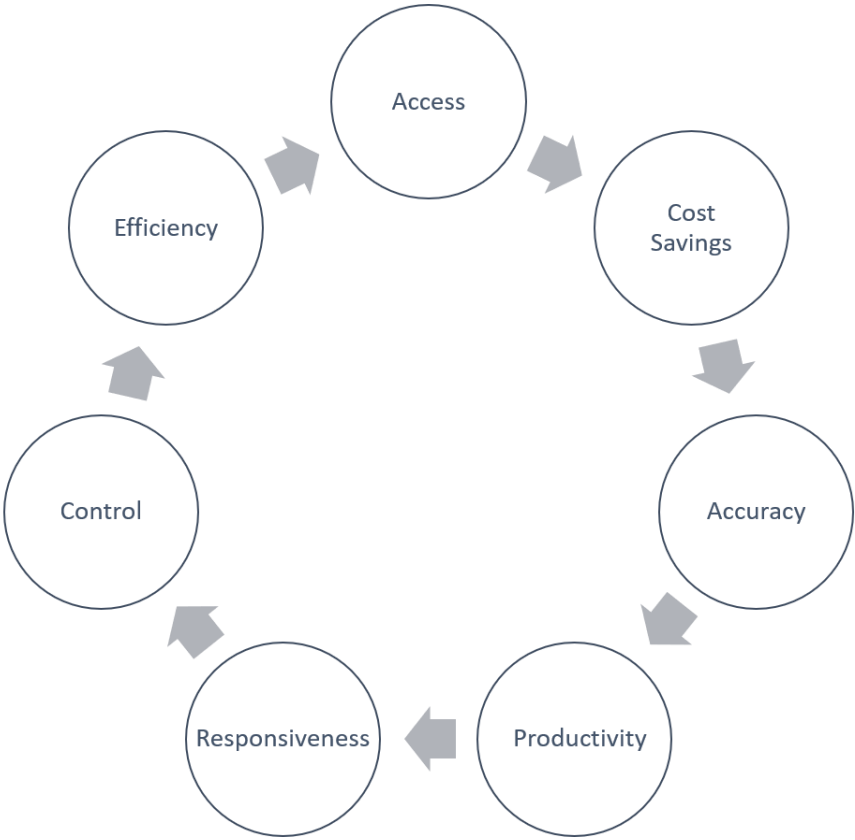 Access
Cost
Savings
Accuracy
Productivity
Responsiveness
Control
Efficiency